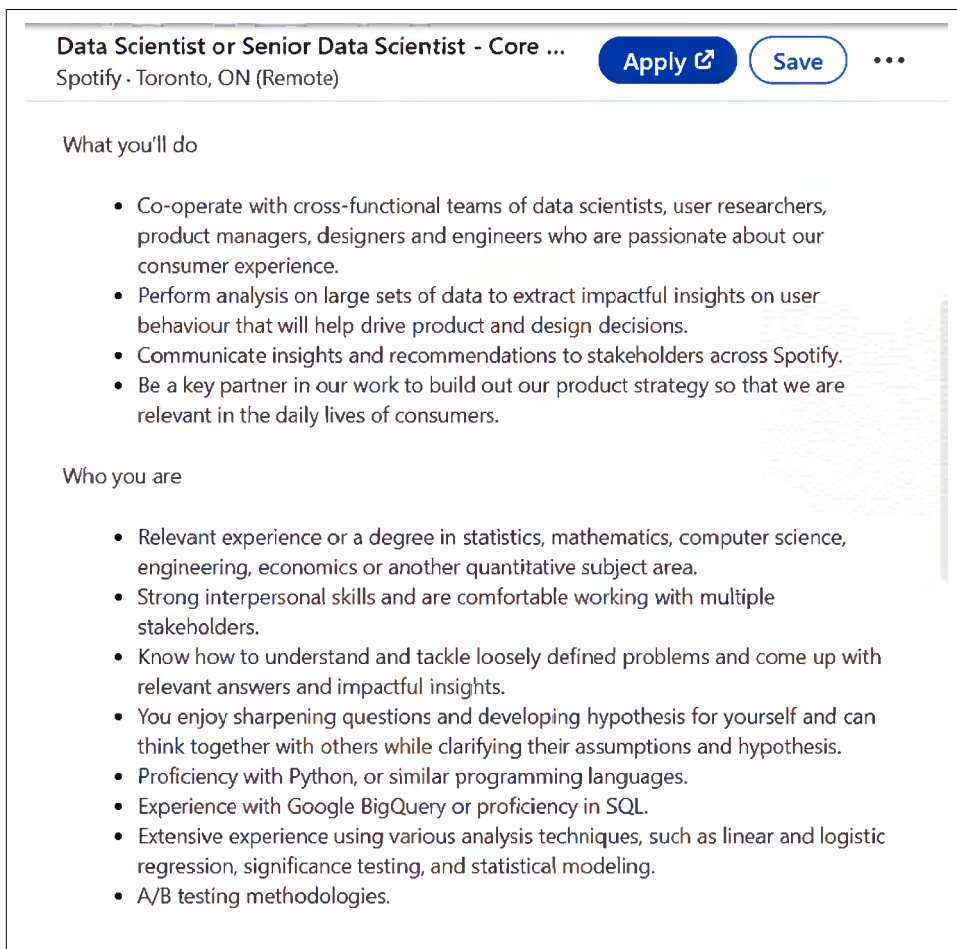 Data Scientist or Senior Data Scientist - Core ...
Apply
Save
Spotify · Toronto, ON (Remote)
What you'll do
• Co-operate with cross-functional teams of data scientists, user researchers,
product managers, designers and engineers who are passionate about our
consumer experience.
• Perform analysis on large sets of data to extract impactful insights on user
behaviour that will help drive product and design decisions.
• Communicate insights and recommendations to stakeholders across Spotify.
• Be a key partner in our work to build out our product strategy so that we are
relevant in the daily lives of consumers.
Who you are
• Relevant experience or a degree in statistics, mathematics, computer science,
engineering, economics or another quantitative subject area.
• Strong interpersonal skills and are comfortable working with multiple
stakeholders.
• Know how to understand and tackle loosely defined problems and come up with
relevant answers and impactful insights.
• You enjoy sharpening questions and developing hypothesis for yourself and can
think together with others while clarifying their assumptions and hypothesis.
• Proficiency with Python, or similar programming languages.
• Experience with Google BigQuery or proficiency in SQL.
• Extensive experience using various analysis techniques, such as linear and logistic
regression, significance testing, and statistical modeling.
• A/B testing methodologies.